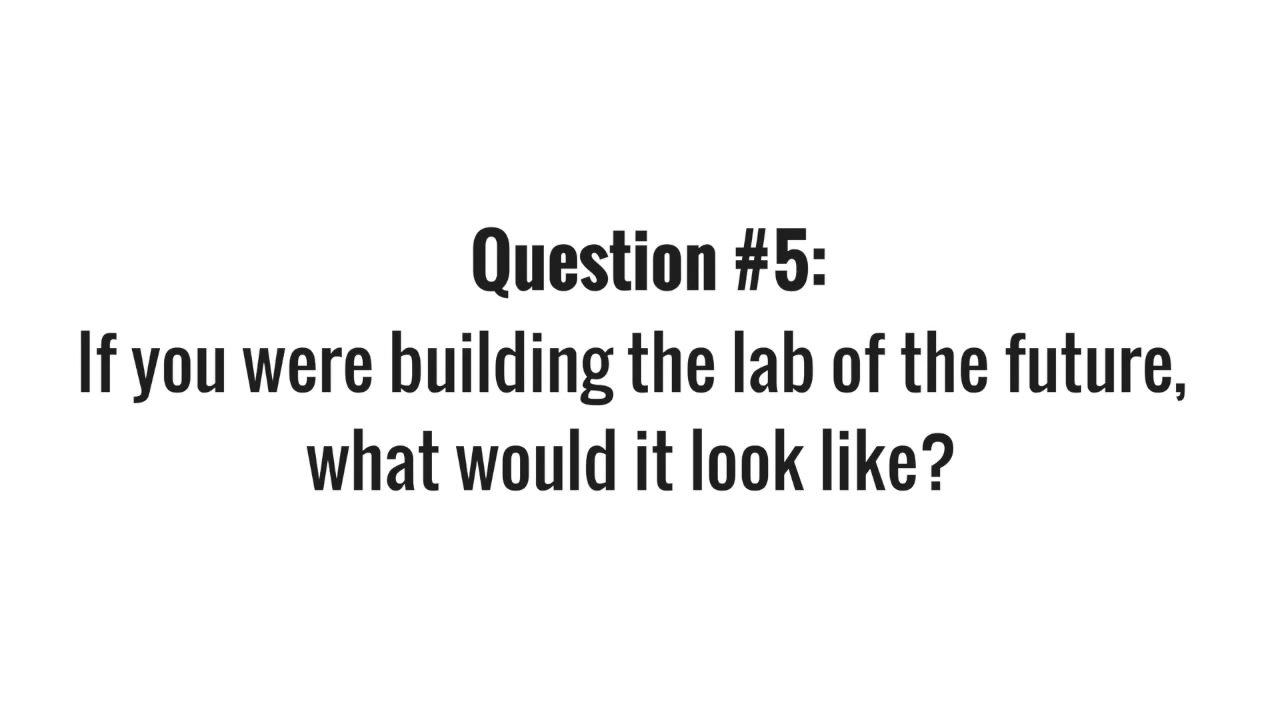 Question #5:
If you were building the lab of the future,
what would it look like?